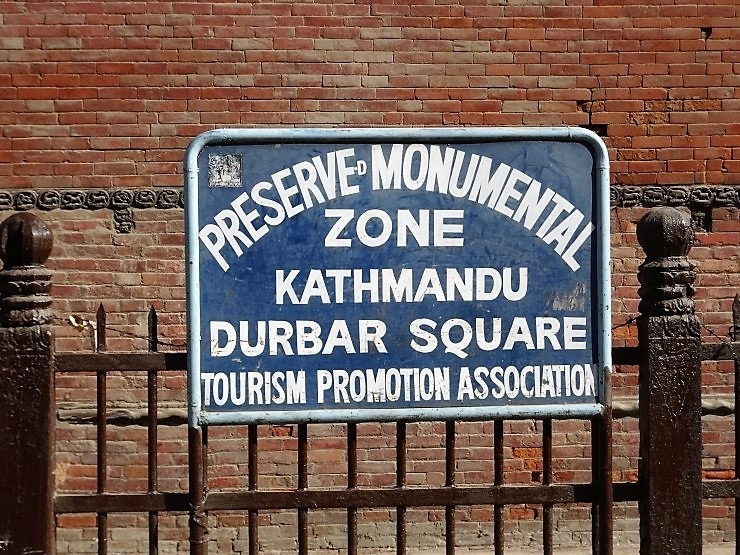 PRESERVED MONUMENTAL
ZONE
KATHMANDU
DURBAR SQUARE
TOURISM PROMOTION ASSOCIATION